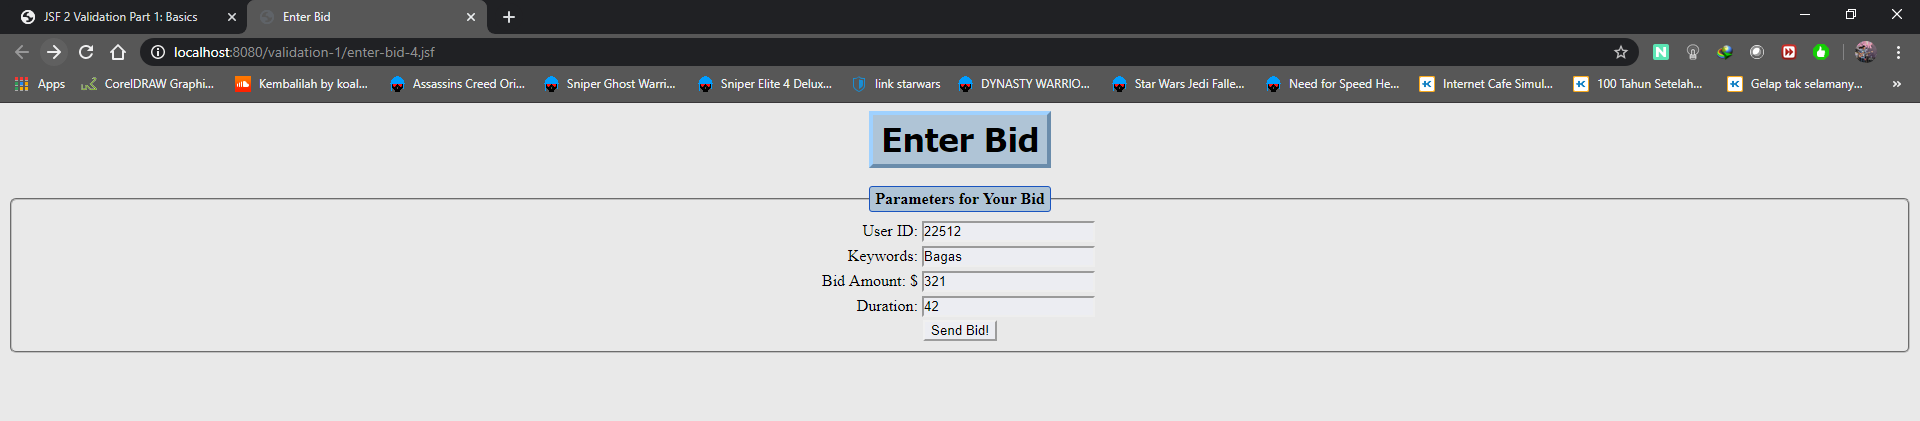 JSF 2 Validation Part 1: Basics
Enter Bid
localhost:8080/validation-1/enter-bid-4.jsf
Apps CorelDRAW Graphi... Kembalilah by koal... Assassins Creed Ori... Sniper Ghost Warri... Sniper Elite 4 Delux... link starwars DYNASTY WARRIO... Star Wars Jedi Falle... Need for Speed He... Internet Cafe Simul... 100 Tahun Setelah... Gelap tak selamany... »
Enter Bid
Parameters for Your Bid
User ID: 22512
Keywords: Bagas
Bid Amount: $ 321
Duration: 42
Send Bid!